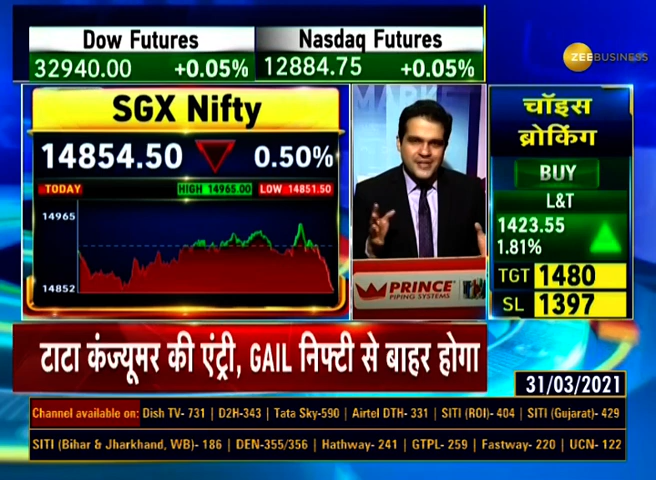 Dow Futures
32940.00 +0.05%
Nasdaq Futures
12884.75 +0.05%
ZEEBUSINESS
SGX Nifty
14854.50 0.50%
TODAY HIGH 14965.00 LOW 14851.50
14965
14852
MARK
PRINCE
PIPING SYSTEMS
चॉइस
ब्रोकिंग
BUY
L&T
1423.55
1.81%
TGT 1480
SL 1397
टाटा कंज्यूमर की एंट्री, GAIL निफ्टी से बाहर होगा
31/03/2021
Channel available on: Dish TV- 731 | D2H-343 | Tata Sky-590 | Airtel DTH- 331 | SITI (ROI)- 404 | SITI (Gujarat)- 429
SITI (Bihar & Jharkhand, WB)- 186 | DEN-355/356 | Hathway- 241 | GTPL- 259 | Fastway- 220 | UCN- 122